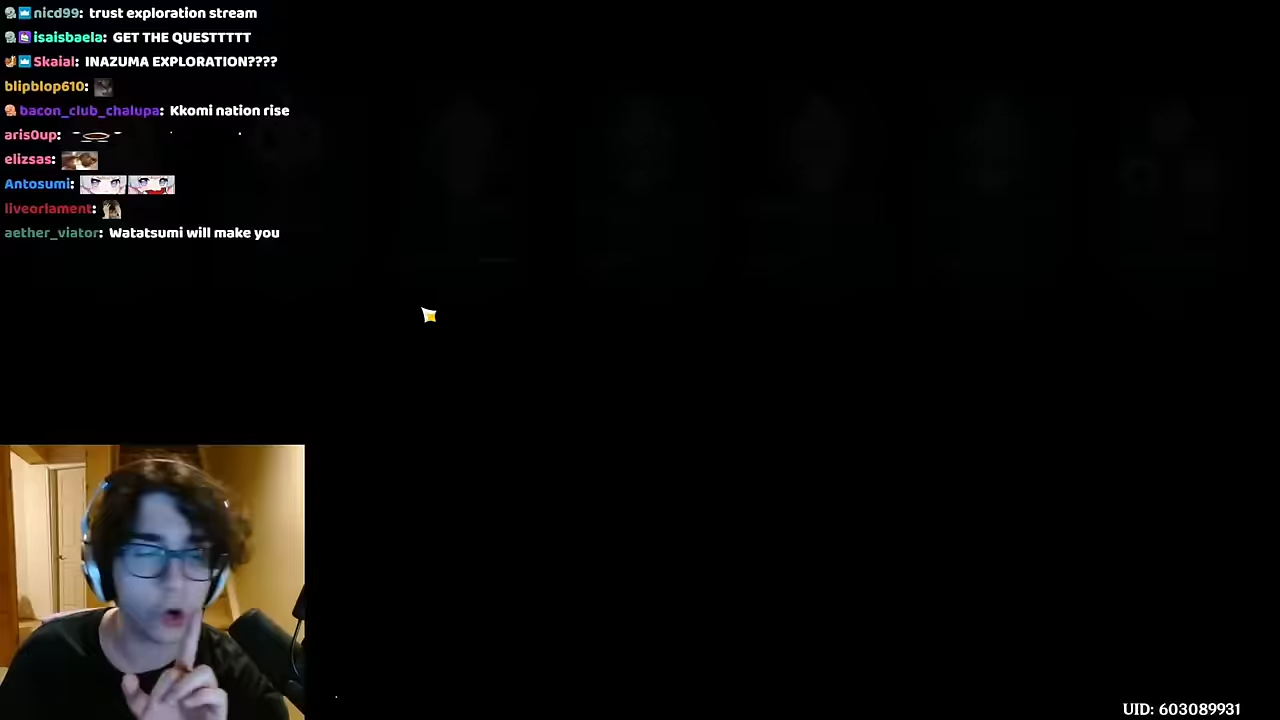 nicd99: trust exploration stream
isaisbaela: GET THE QUESTTTTT
Skaial: INAZUMA EXPLORATION????
blipblop610:
bacon_club_chalupa: Kkomi nation rise
aris0up:
elizsas:
Antosumi:
liveorlament:
aether_viator: Watatsumi will make you
UID: 603089931